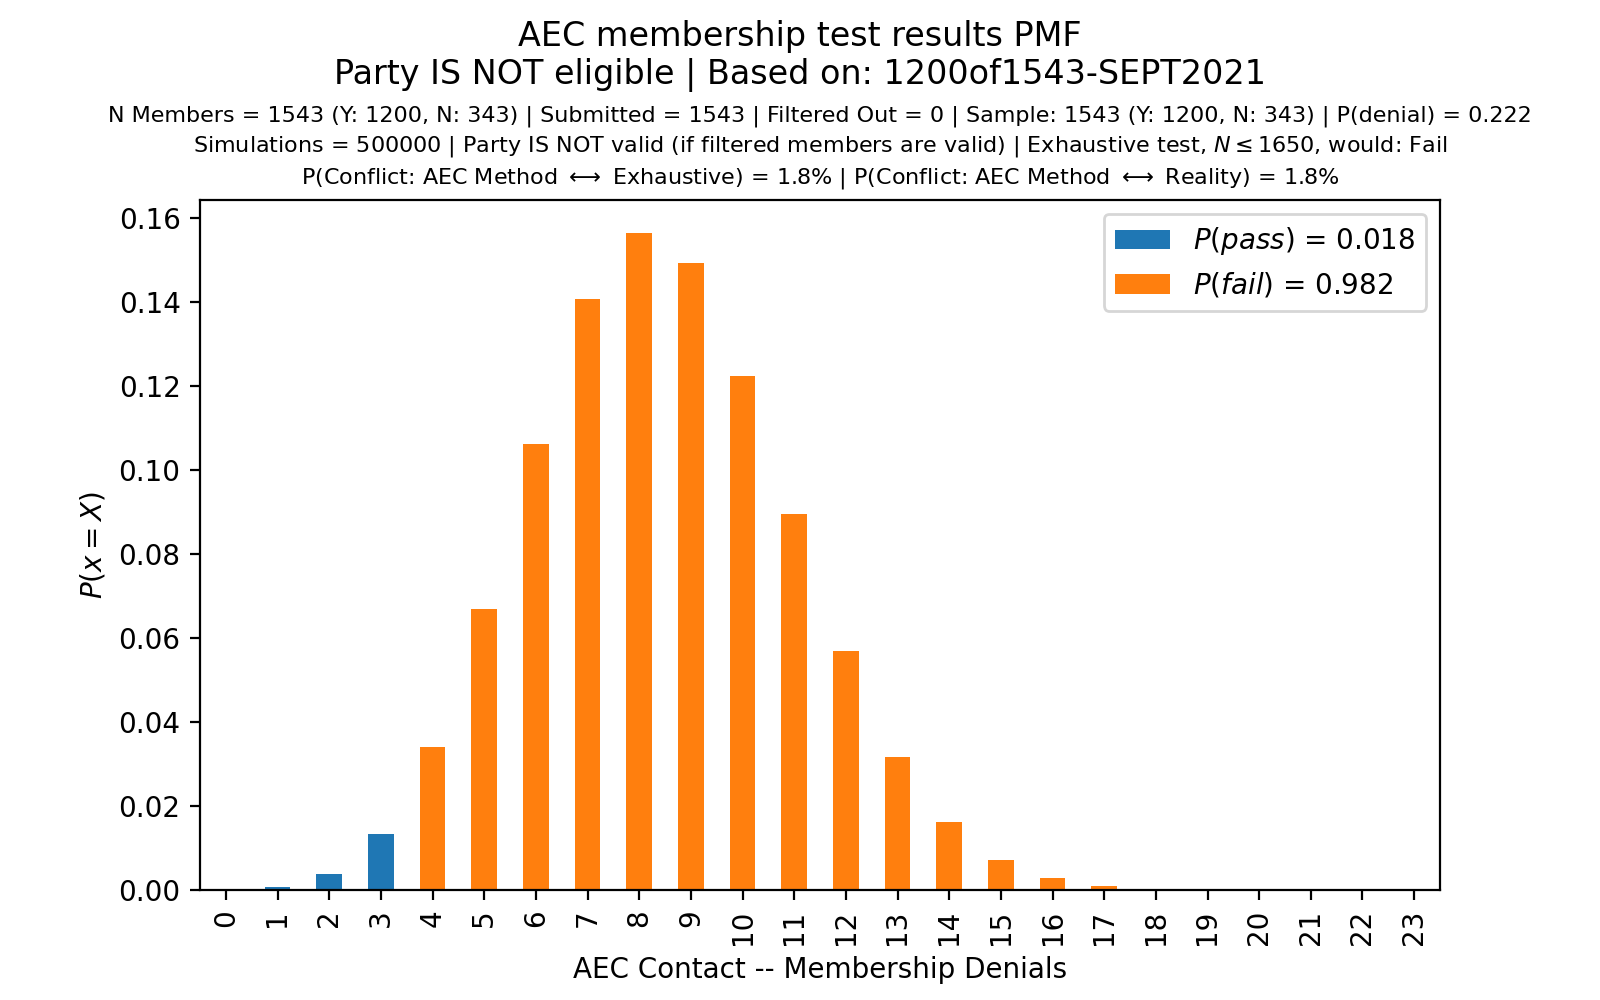 AEC membership test results PMF
Party IS NOT eligible | Based on: 1200of1543-SEPT2021
N Members = 1543 (Y: 1200, N: 343) | Submitted = 1543 | Filtered Out = 0 | Sample: 1543 (Y: 1200, N: 343) | P(denial) = 0.222
Simulations = 500000 | Party IS NOT valid (if filtered members are valid) | Exhaustive test, N ≤ 1650, would: Fail
P(Conflict: AEC Method ⟷ Exhaustive) = 1.8% | P(Conflict: AEC Method ⟷ Reality) = 1.8%
P(pass) = 0.018
P(fail) = 0.982
P(x = X)
0.16
0.14
0.12
0.10
0.08
0.06
0.04
0.02
0.00
0 1 2 3 4 5 6 7 8 9 10 11 12 13 14 15 16 17 18 19 20 21 22 23
AEC Contact -- Membership Denials